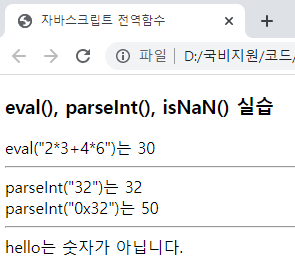 자바스크립트 전역함수
파일 | D:/국비지원/코드/
eval(), parseInt(), isNaN() 실습
eval("2*3+4*6")는 30
parseInt("32")는 32
parseInt("0x32")는 50
hello는 숫자가 아닙니다.